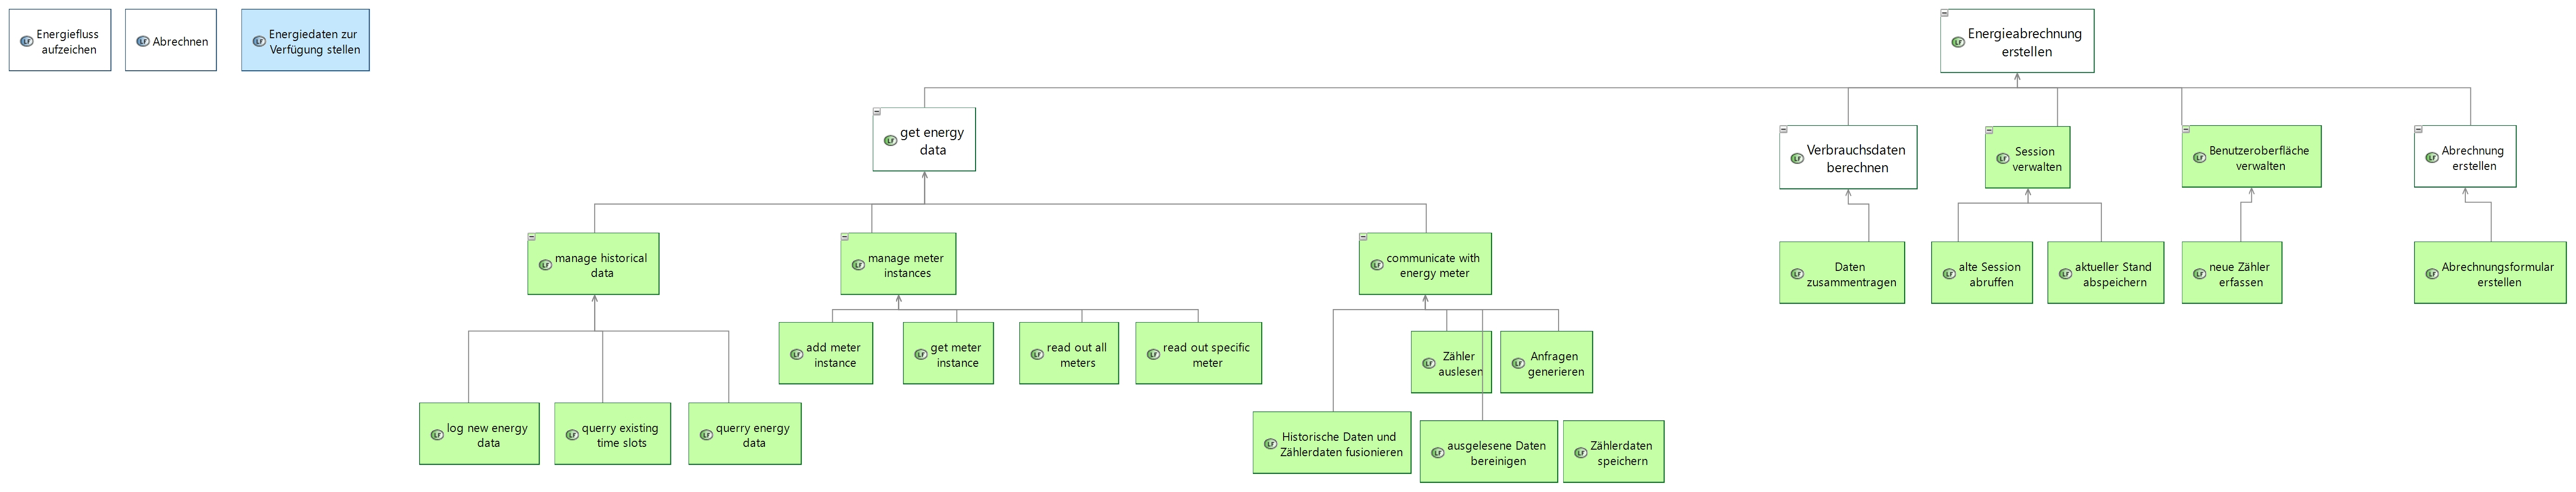 Energiefluss
aufzeichen
Abrechnen
Energiedaten zur
Verfügung stellen
Energieabrechnung
erstellen
get energy
data
Verbrauchsdaten
berechnen
Session
verwalten
Benutzeroberfläche
verwalten
Abrechnung
erstellen
manage historical
data
manage meter
instances
communicate with
energy meter
Daten
zusammentragen
alte Session
abruffen
aktueller Stand
abspeichern
neue Zähler
erfassen
Abrechnungsformular
erstellen
add meter
instance
get meter
instance
read out all
meters
read out specific
meter
Zähler
auslesen
Anfragen
generieren
log new energy
data
querry existing
time slots
querry energy
data
Historische Daten und
Zählerdaten fusionieren
ausgelesene Daten
bereinigen
Zählerdaten
speichern